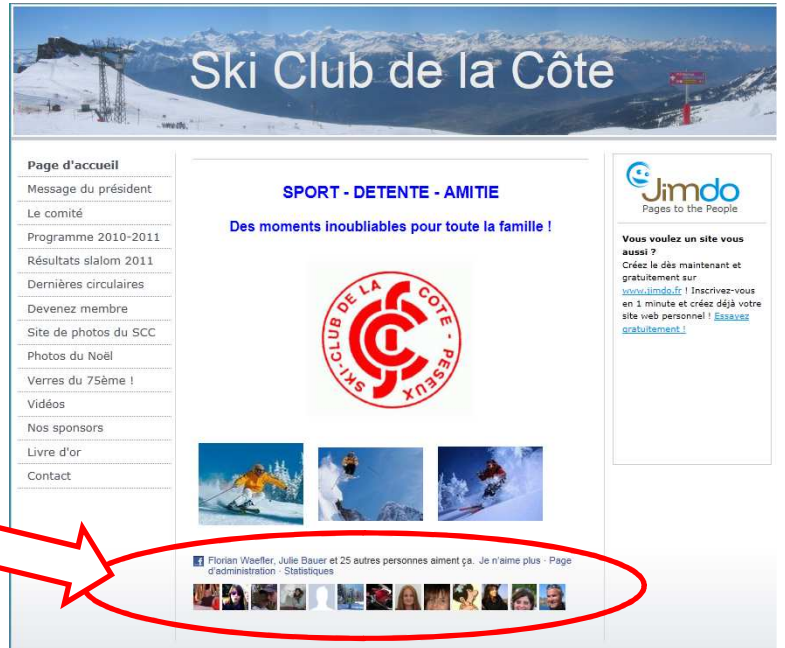 Ski Club de la Côte
Page d'accueil
Message du président
Le comité
Programme 2010-2011
Résultats slalom 2011
Dernières circulaires
Devenez membre
Site de photos du SCC
Photos du Noël
Verres du 75ème !
Vidéos
Nos sponsors
Livre d'or
Contact
SPORT - DETENTE - AMITIE
Des moments inoubliables pour toute la famille !
SKI-CLUB DE LA COTE - PESEUX
Florian Waefler, Julie Bauer et 25 autres personnes aiment ça. Je n'aime plus · Page
d'administration · Statistiques
Jimdo
Pages to the People
Vous voulez un site vous
aussi ?
Créez le dès maintenant et
gratuitement sur
www.jimdo.fr ! Inscrivez-vous
en 1 minute et créez déjà votre
site web personnel ! Essayez
gratuitement !